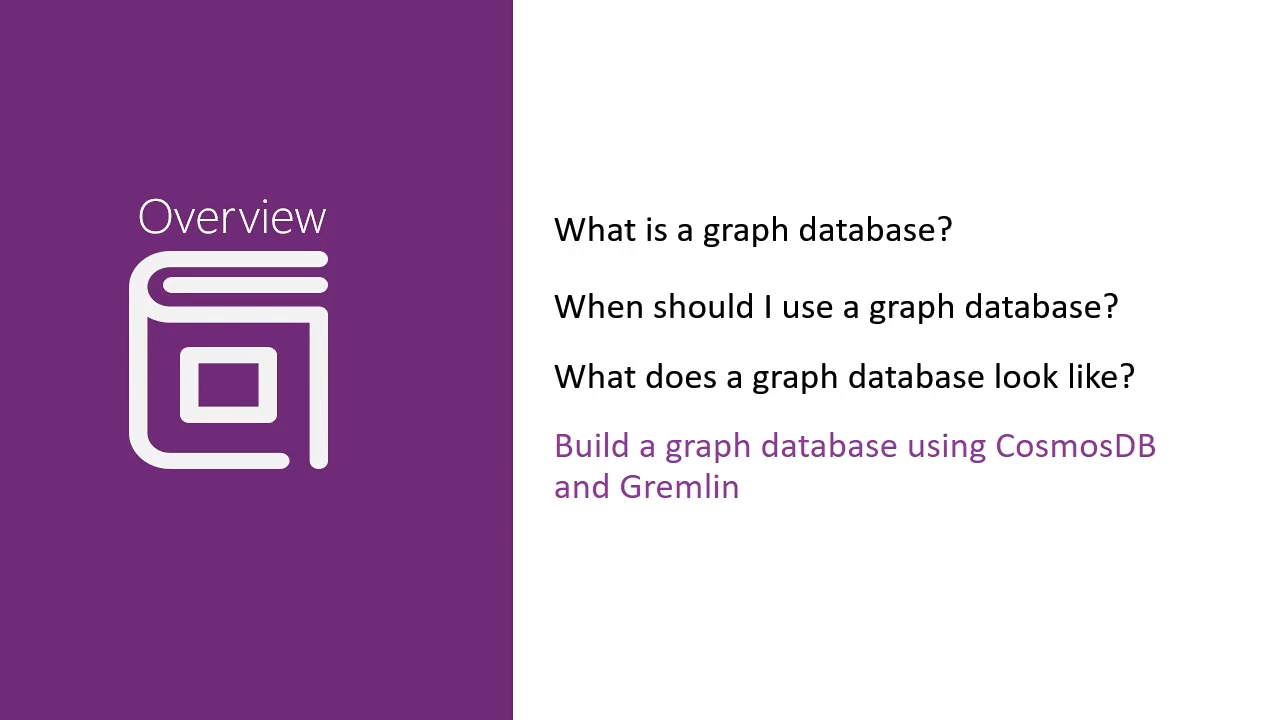 Overview
What is a graph database?
When should I use a graph database?
What does a graph database look like?
Build a graph database using CosmosDB
and Gremlin